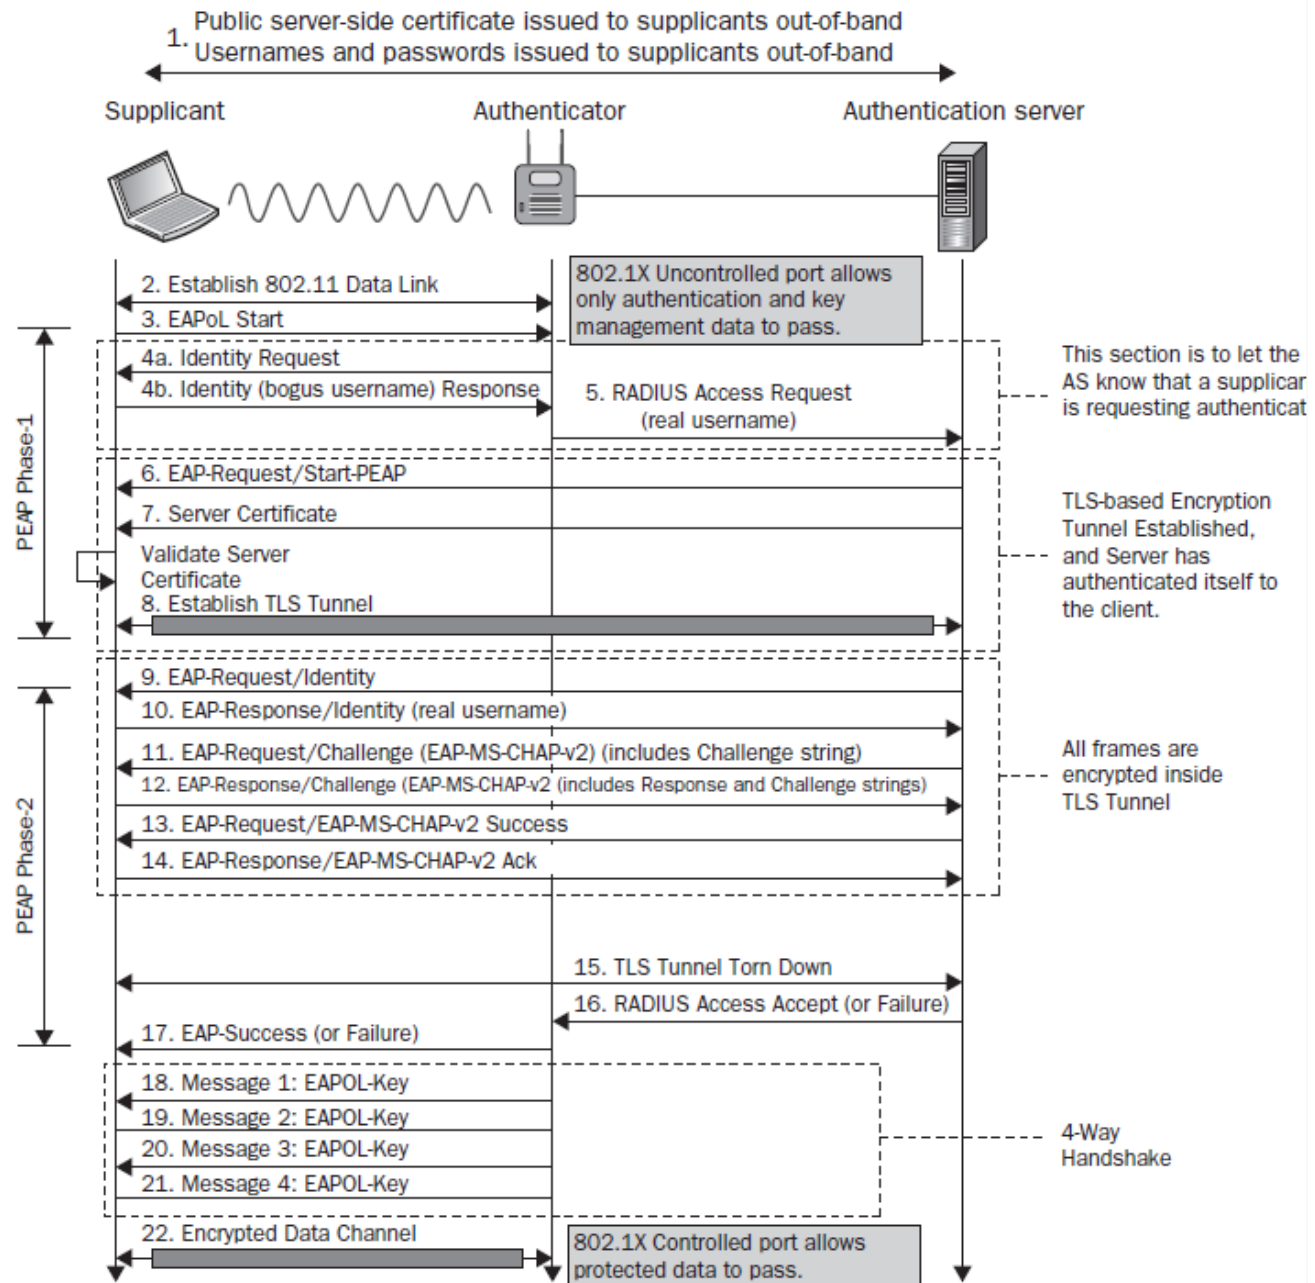 1. Public server-side certificate issued to supplicants out-of-band
Usernames and passwords issued to supplicants out-of-band
Supplicant
Authenticator
Authentication server
2. Establish 802.11 Data Link
802.1X Uncontrolled port allows
only authentication and key
management data to pass.
3. EAPoL Start
PEAP Phase-1
4a. Identity Request
4b. Identity (bogus username) Response
5. RADIUS Access Request
(real username)
This section is to let the
AS know that a supplicar
is requesting authenticat
6. EAP-Request/Start-PEAP
7. Server Certificate
Validate Server
Certificate
8. Establish TLS Tunnel
TLS-based Encryption
Tunnel Established,
and Server has
authenticated itself to
the client.
PEAP Phase-2
9. EAP-Request/Identity
10. EAP-Response/Identity (real username)
11. EAP-Request/Challenge (EAP-MS-CHAP-v2) (includes Challenge string)
12. EAP-Response/Challenge (EAP-MS-CHAP-v2 (includes Response and Challenge strings)
13. EAP-Request/EAP-MS-CHAP-v2 Success
14. EAP-Response/EAP-MS-CHAP-v2 Ack
All frames are
encrypted inside
TLS Tunnel
15. TLS Tunnel Torn Down
16. RADIUS Access Accept (or Failure)
17. EAP-Success (or Failure)
18. Message 1: EAPOL-Key
19. Message 2: EAPOL-Key
20. Message 3: EAPOL-Key
21. Message 4: EAPOL-Key
4-Way
Handshake
22. Encrypted Data Channel
802.1X Controlled port allows
protected data to pass.